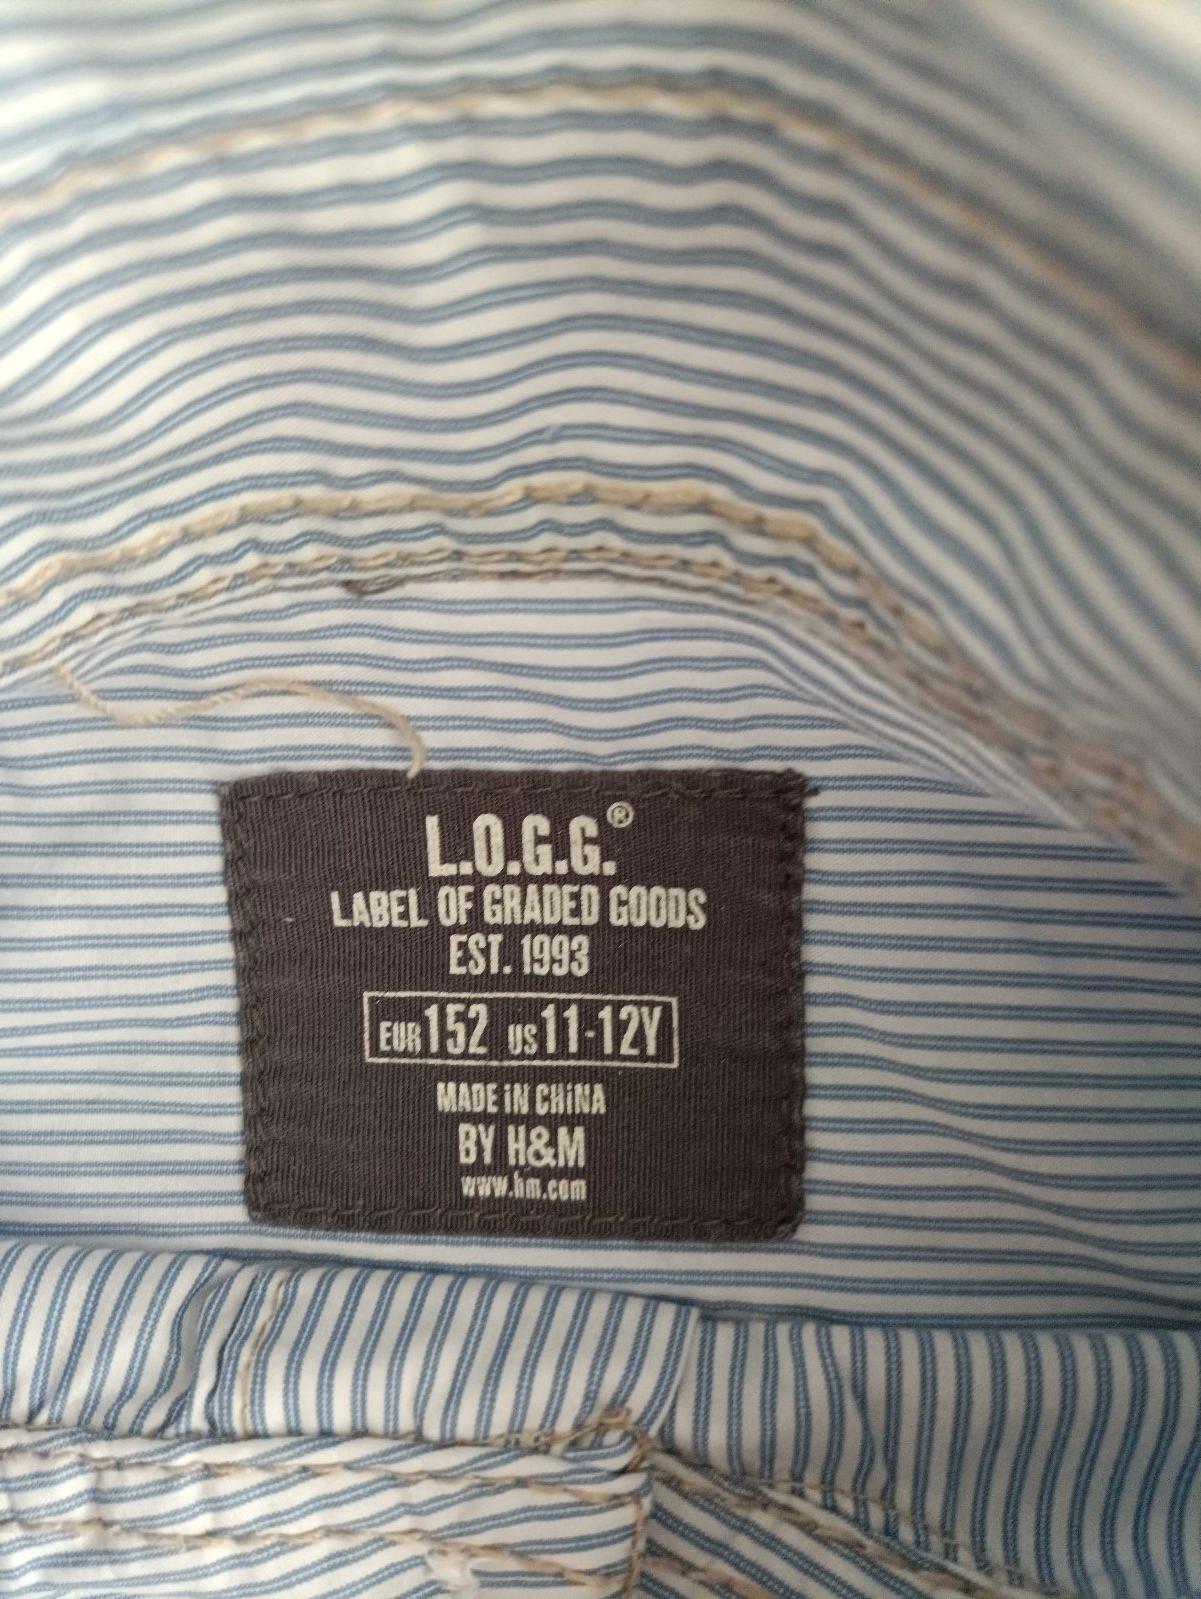 L.O.G.G.®
LABEL OF GRADED GOODS
EST. 1993
EUR 152 US 11-12Y
MADE iN CHiNA
BY H&M
www.hm.com